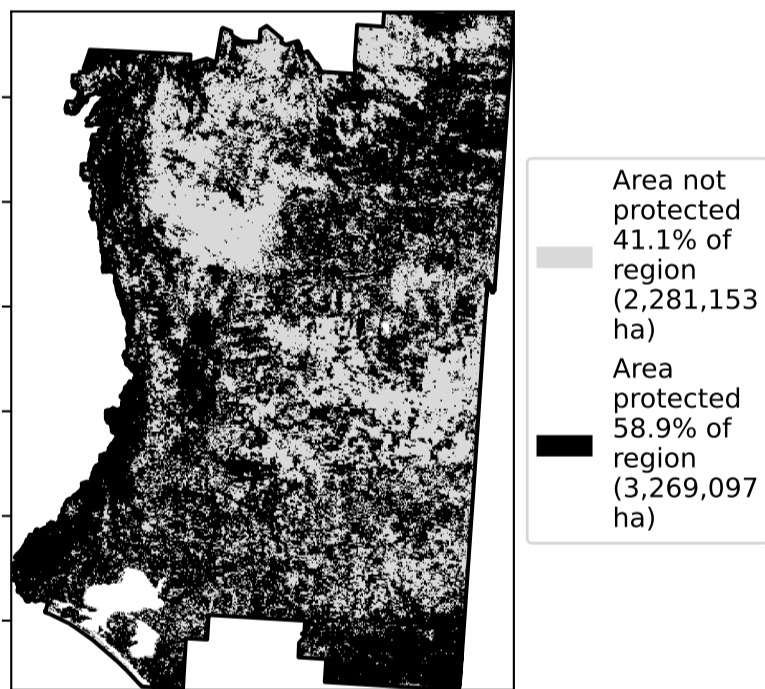 Area not
protected
41.1% of
region
(2,281,153
ha)
Area
protected
58.9% of
region
(3,269,097
ha)